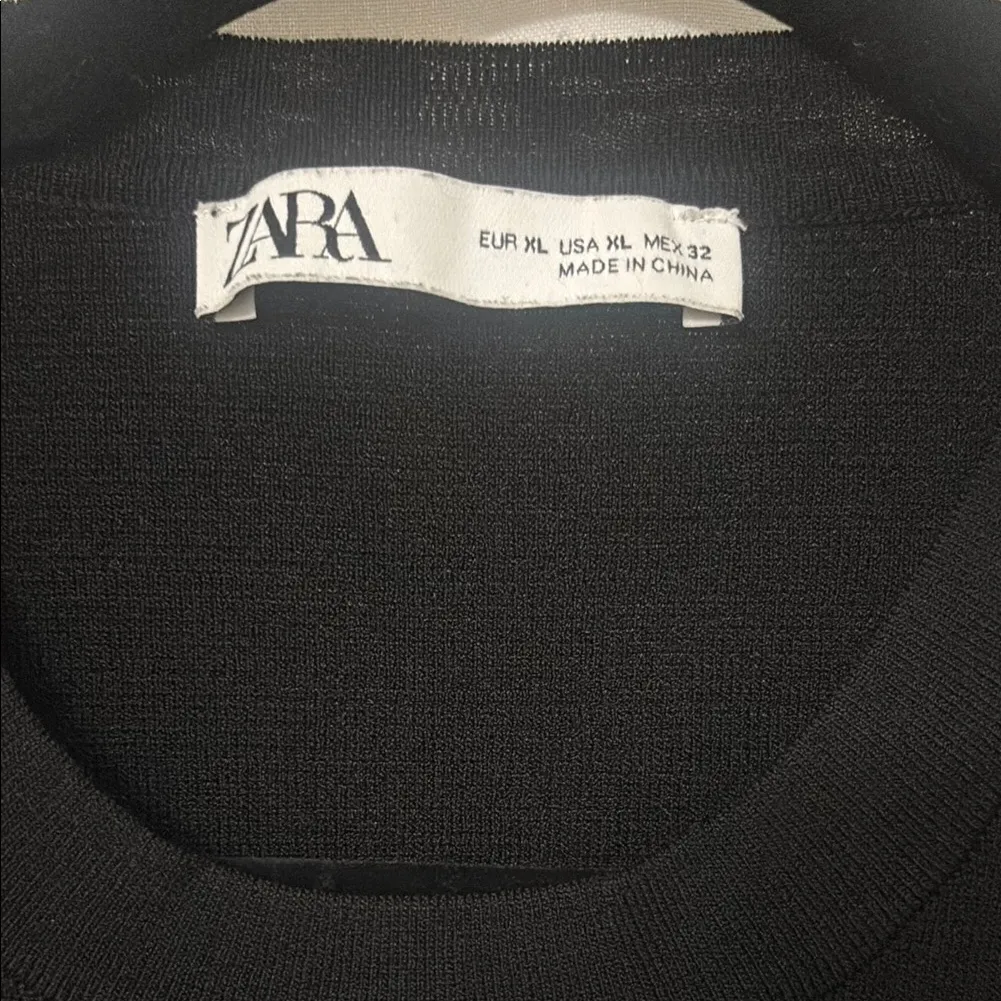 ZARA
EUR XL USA XL MEX 32
MADE IN CHINA